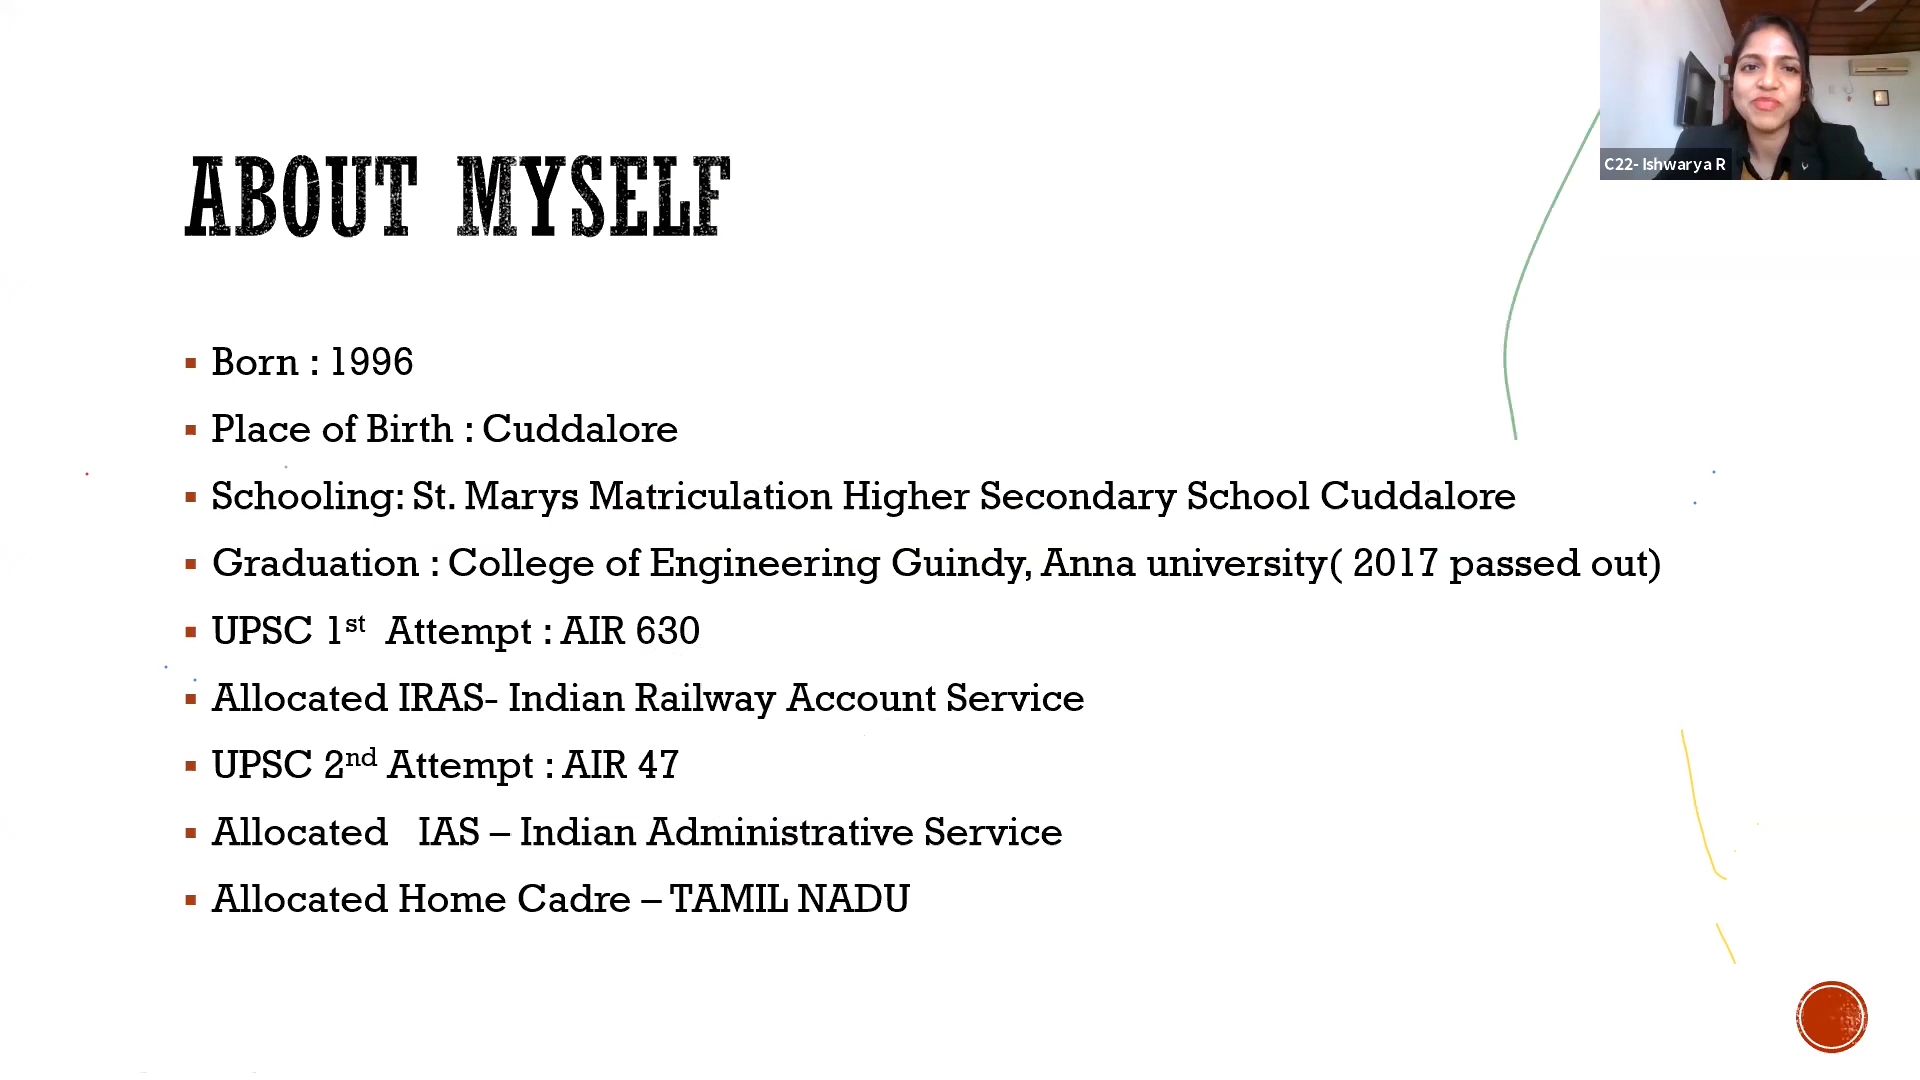 ABOUT MYSELF
C22- Ishwarya R
Born : 1996
Place of Birth : Cuddalore
Schooling: St. Marys Matriculation Higher Secondary School Cuddalore
Graduation : College of Engineering Guindy, Anna university( 2017 passed out)
UPSC 1st Attempt : AIR 630
Allocated IRAS- Indian Railway Account Service
UPSC 2nd Attempt : AIR 47
Allocated IAS – Indian Administrative Service
Allocated Home Cadre – TAMIL NADU